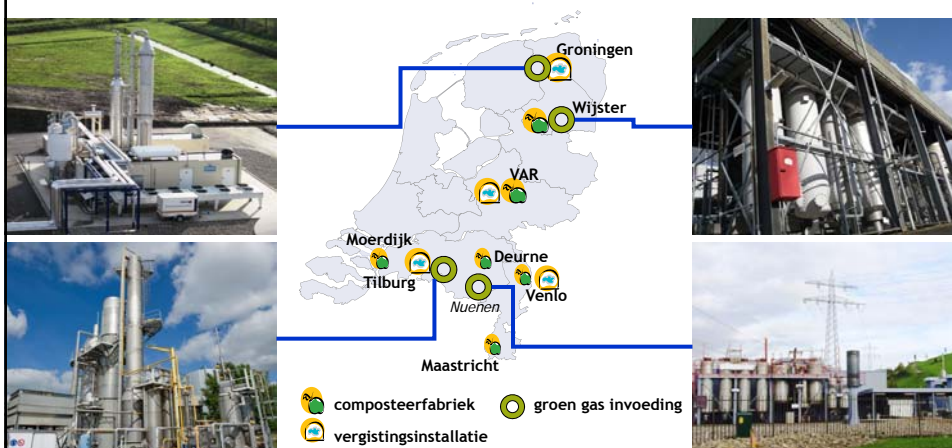 Groningen
Wijster
VAR
Moerdijk
Deurne
Tilburg
Venlo
Nuenen
Maastricht
composteerfabriek
groen gas invoeding
vergistingsinstallatie